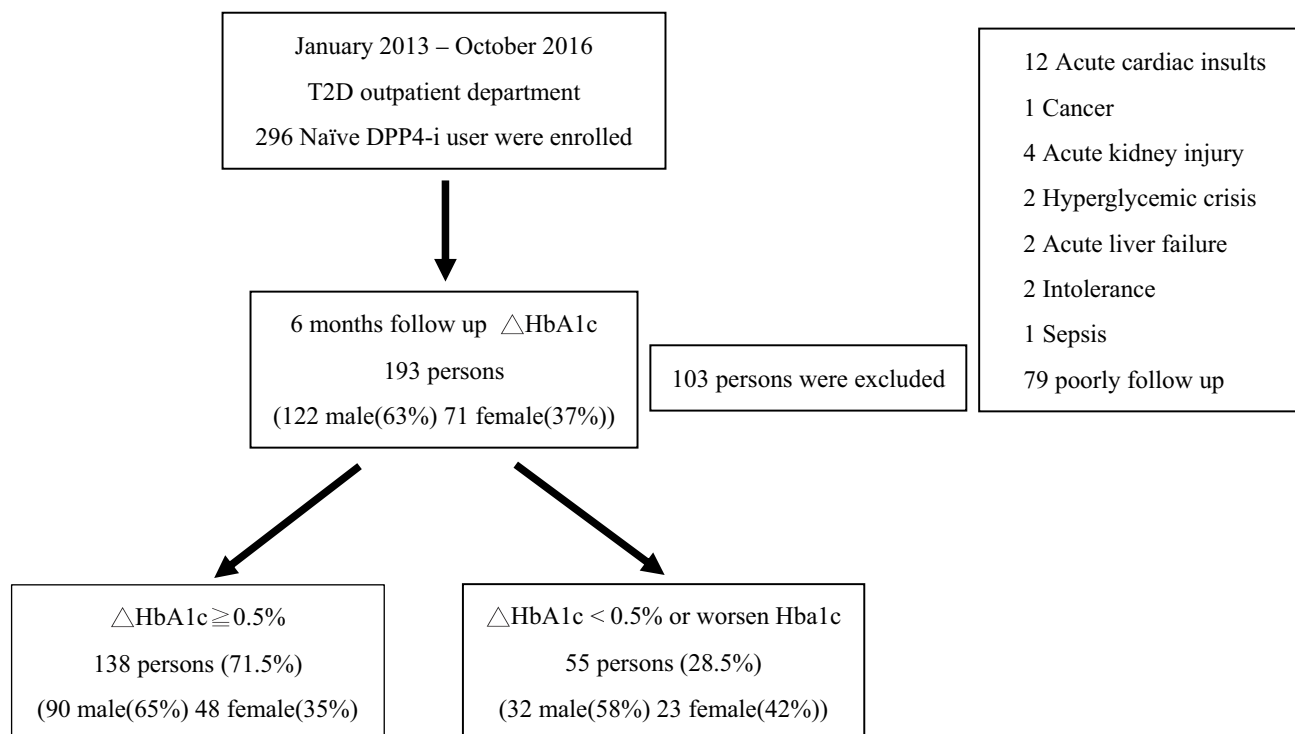 January 2013 – October 2016
T2D outpatient department
296 Naïve DPP4-i user were enrolled
12 Acute cardiac insults
1 Cancer
4 Acute kidney injury
2 Hyperglycemic crisis
2 Acute liver failure
2 Intolerance
1 Sepsis
79 poorly follow up
6 months follow up △HbA1c
193 persons
(122 male(63%) 71 female(37%))
103 persons were excluded
△HbA1c≧0.5%
138 persons (71.5%)
(90 male(65%) 48 female(35%)
△HbA1c < 0.5% or worsen Hba1c
55 persons (28.5%)
(32 male(58%) 23 female(42%))